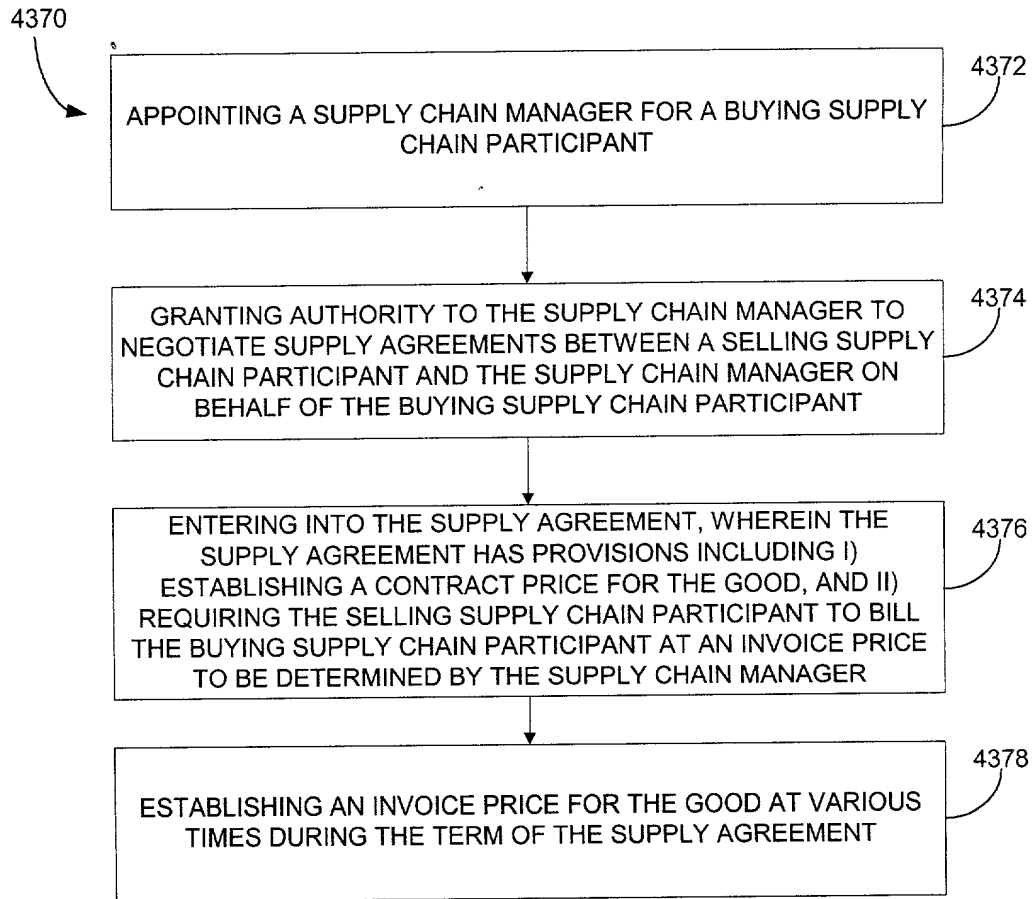 4370
4372
APPOINTING A SUPPLY CHAIN MANAGER FOR A BUYING SUPPLY
CHAIN PARTICIPANT
4374
GRANTING AUTHORITY TO THE SUPPLY CHAIN MANAGER TO
NEGOTIATE SUPPLY AGREEMENTS BETWEEN A SELLING SUPPLY
CHAIN PARTICIPANT AND THE SUPPLY CHAIN MANAGER ON
BEHALF OF THE BUYING SUPPLY CHAIN PARTICIPANT
4376
ENTERING INTO THE SUPPLY AGREEMENT, WHEREIN THE
SUPPLY AGREEMENT HAS PROVISIONS INCLUDING I)
ESTABLISHING A CONTRACT PRICE FOR THE GOOD, AND II)
REQUIRING THE SELLING SUPPLY CHAIN PARTICIPANT TO BILL
THE BUYING SUPPLY CHAIN PARTICIPANT AT AN INVOICE PRICE
TO BE DETERMINED BY THE SUPPLY CHAIN MANAGER
4378
ESTABLISHING AN INVOICE PRICE FOR THE GOOD AT VARIOUS
TIMES DURING THE TERM OF THE SUPPLY AGREEMENT